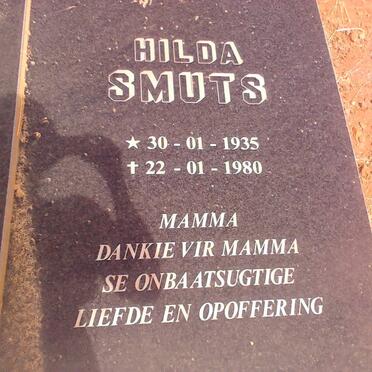 HILDA
SMUTS
★ 30 - 01 - 1935
✝ 22 - 01 - 1980
MAMMA
DANKIE VIR MAMMA
SE ONBAATSUGTIGE
LIEFDE EN OPOFFERING